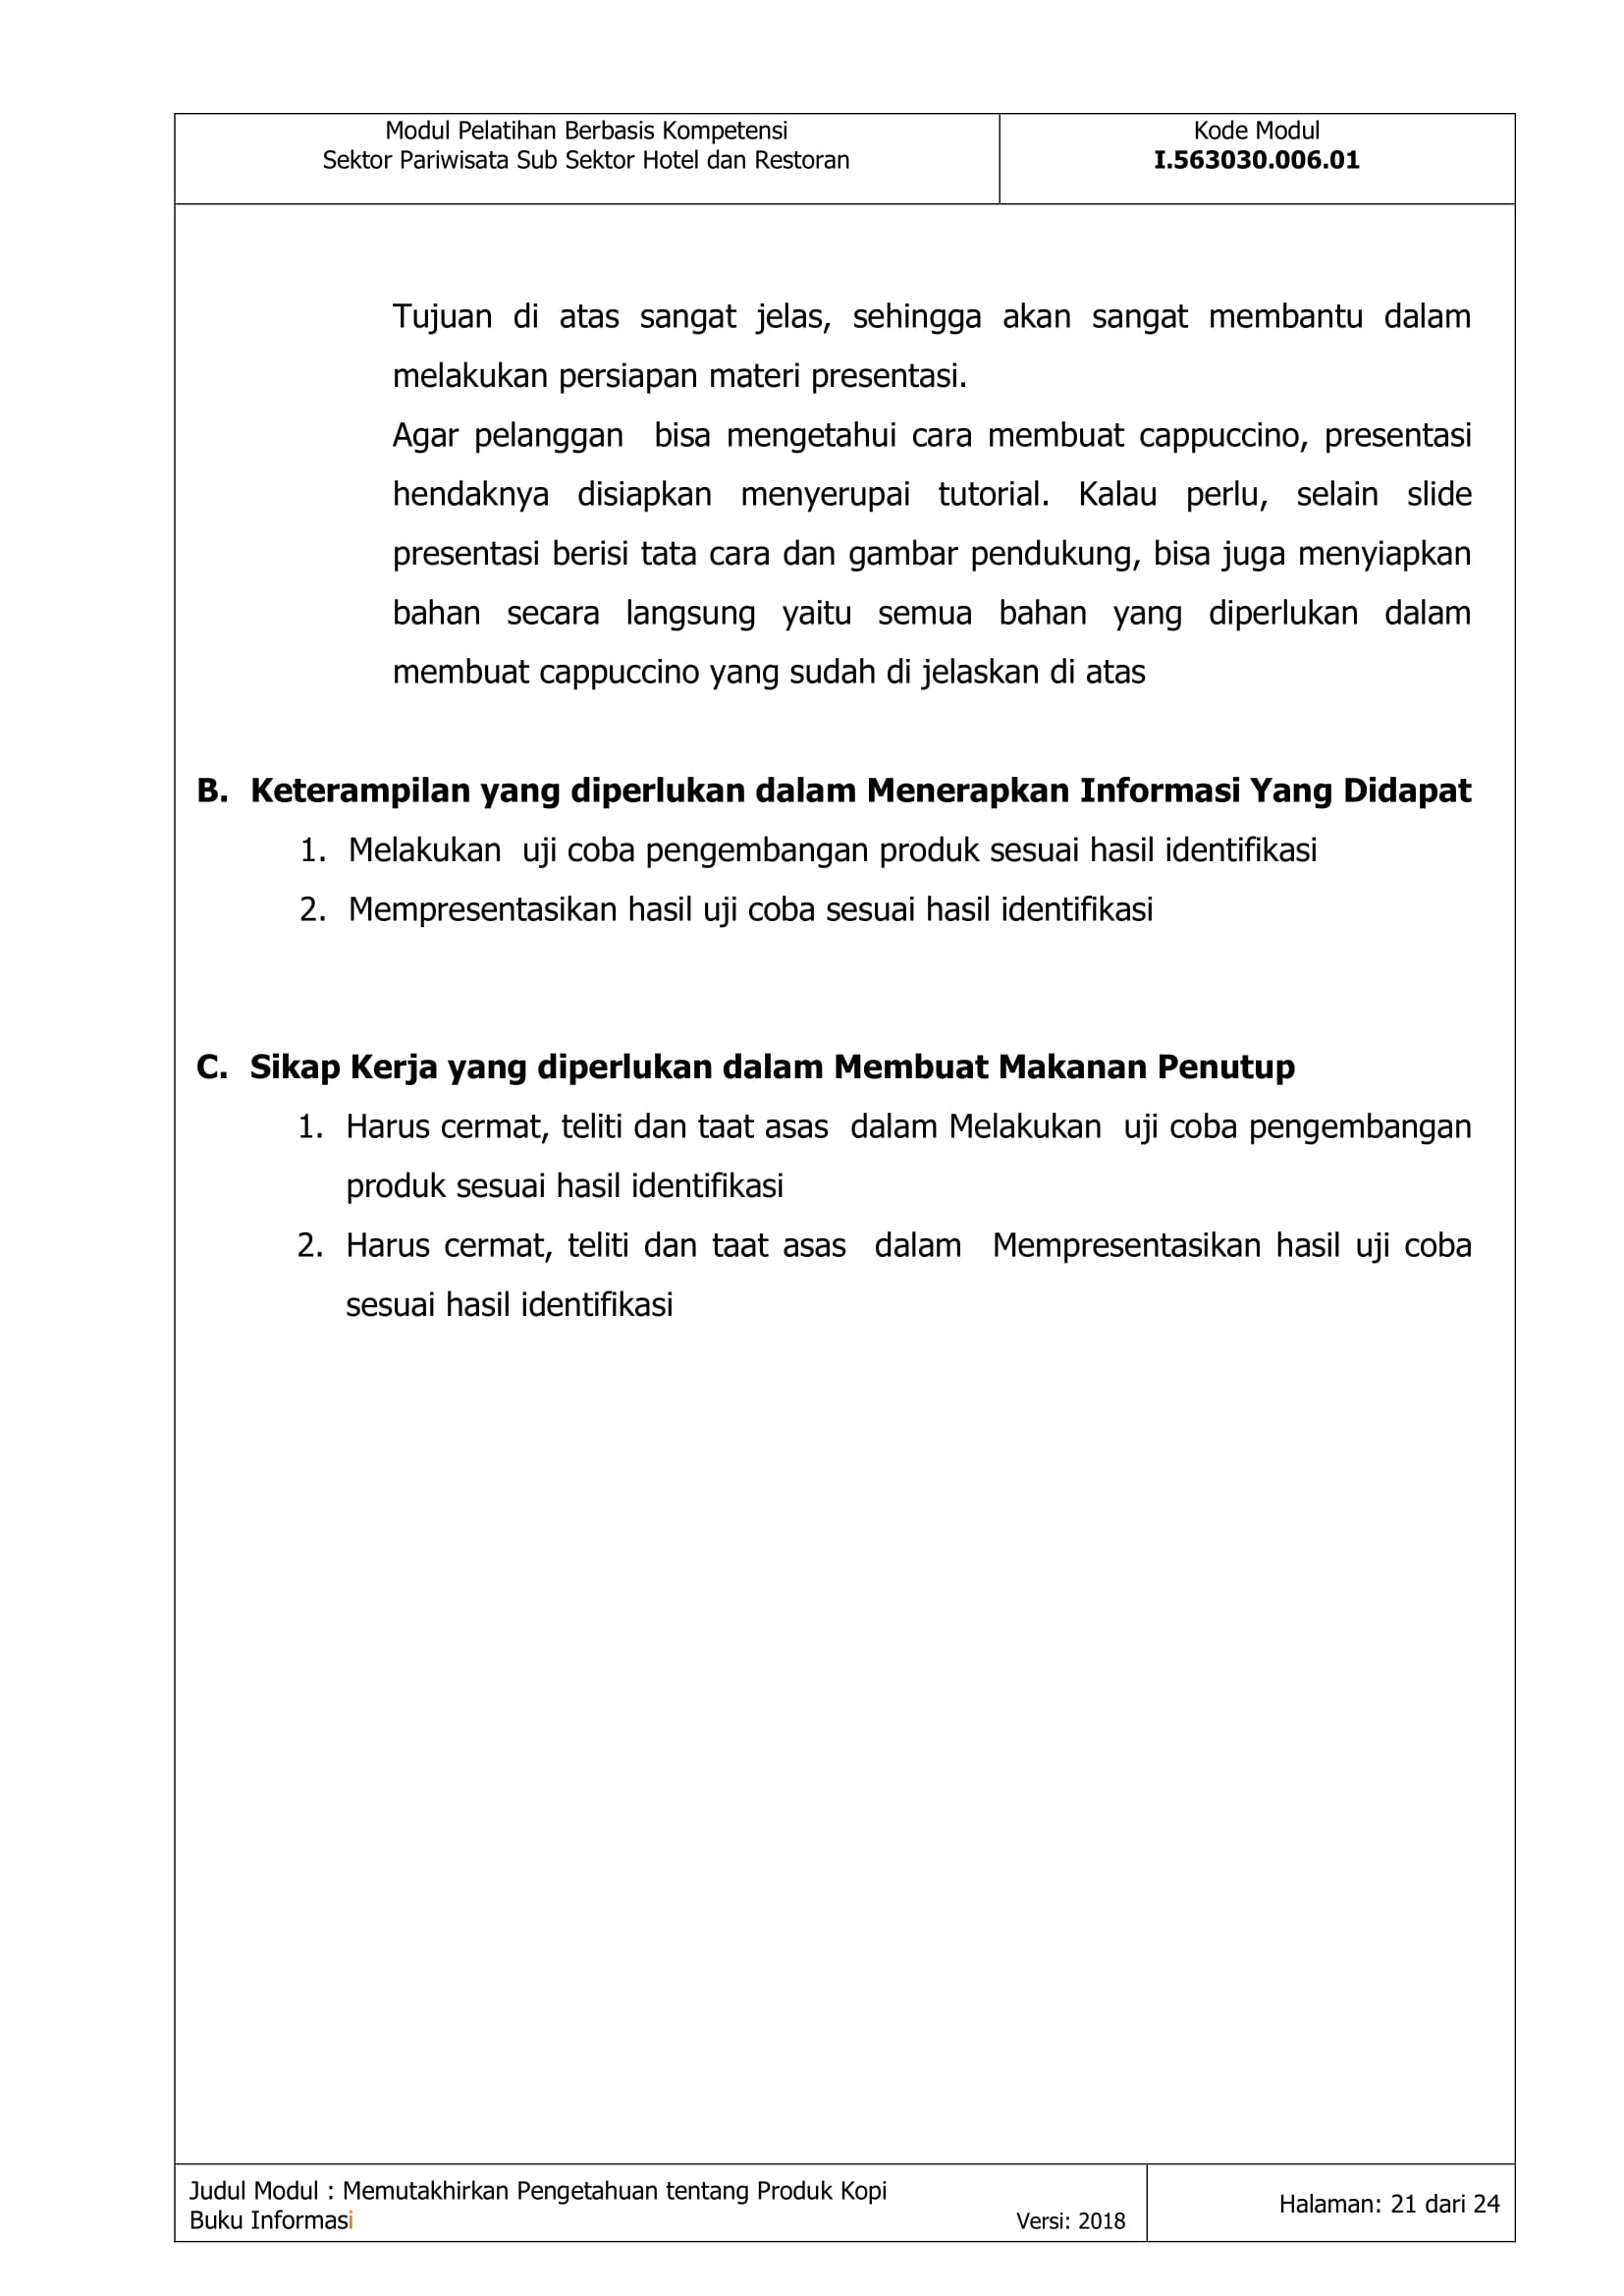 Modul Pelatihan Berbasis Kompetensi
Sektor Pariwisata Sub Sektor Hotel dan Restoran
Kode Modul
I.563030.006.01
Tujuan di atas sangat jelas, sehingga akan sangat membantu dalam
melakukan persiapan materi presentasi.
Agar pelanggan  bisa mengetahui cara membuat cappuccino, presentasi
hendaknya disiapkan menyerupai tutorial. Kalau perlu, selain slide
presentasi berisi tata cara dan gambar pendukung, bisa juga menyiapkan
bahan secara langsung yaitu semua bahan yang diperlukan dalam
membuat cappuccino yang sudah di jelaskan di atas
B. Keterampilan yang diperlukan dalam Menerapkan Informasi Yang Didapat
1. Melakukan  uji coba pengembangan produk sesuai hasil identifikasi
2. Mempresentasikan hasil uji coba sesuai hasil identifikasi
C. Sikap Kerja yang diperlukan dalam Membuat Makanan Penutup
1. Harus cermat, teliti dan taat asas  dalam Melakukan  uji coba pengembangan
produk sesuai hasil identifikasi
2. Harus cermat, teliti dan taat asas  dalam  Mempresentasikan hasil uji coba
sesuai hasil identifikasi
Judul Modul : Memutakhirkan Pengetahuan tentang Produk Kopi
Buku Informasi
Versi: 2018
Halaman: 21 dari 24